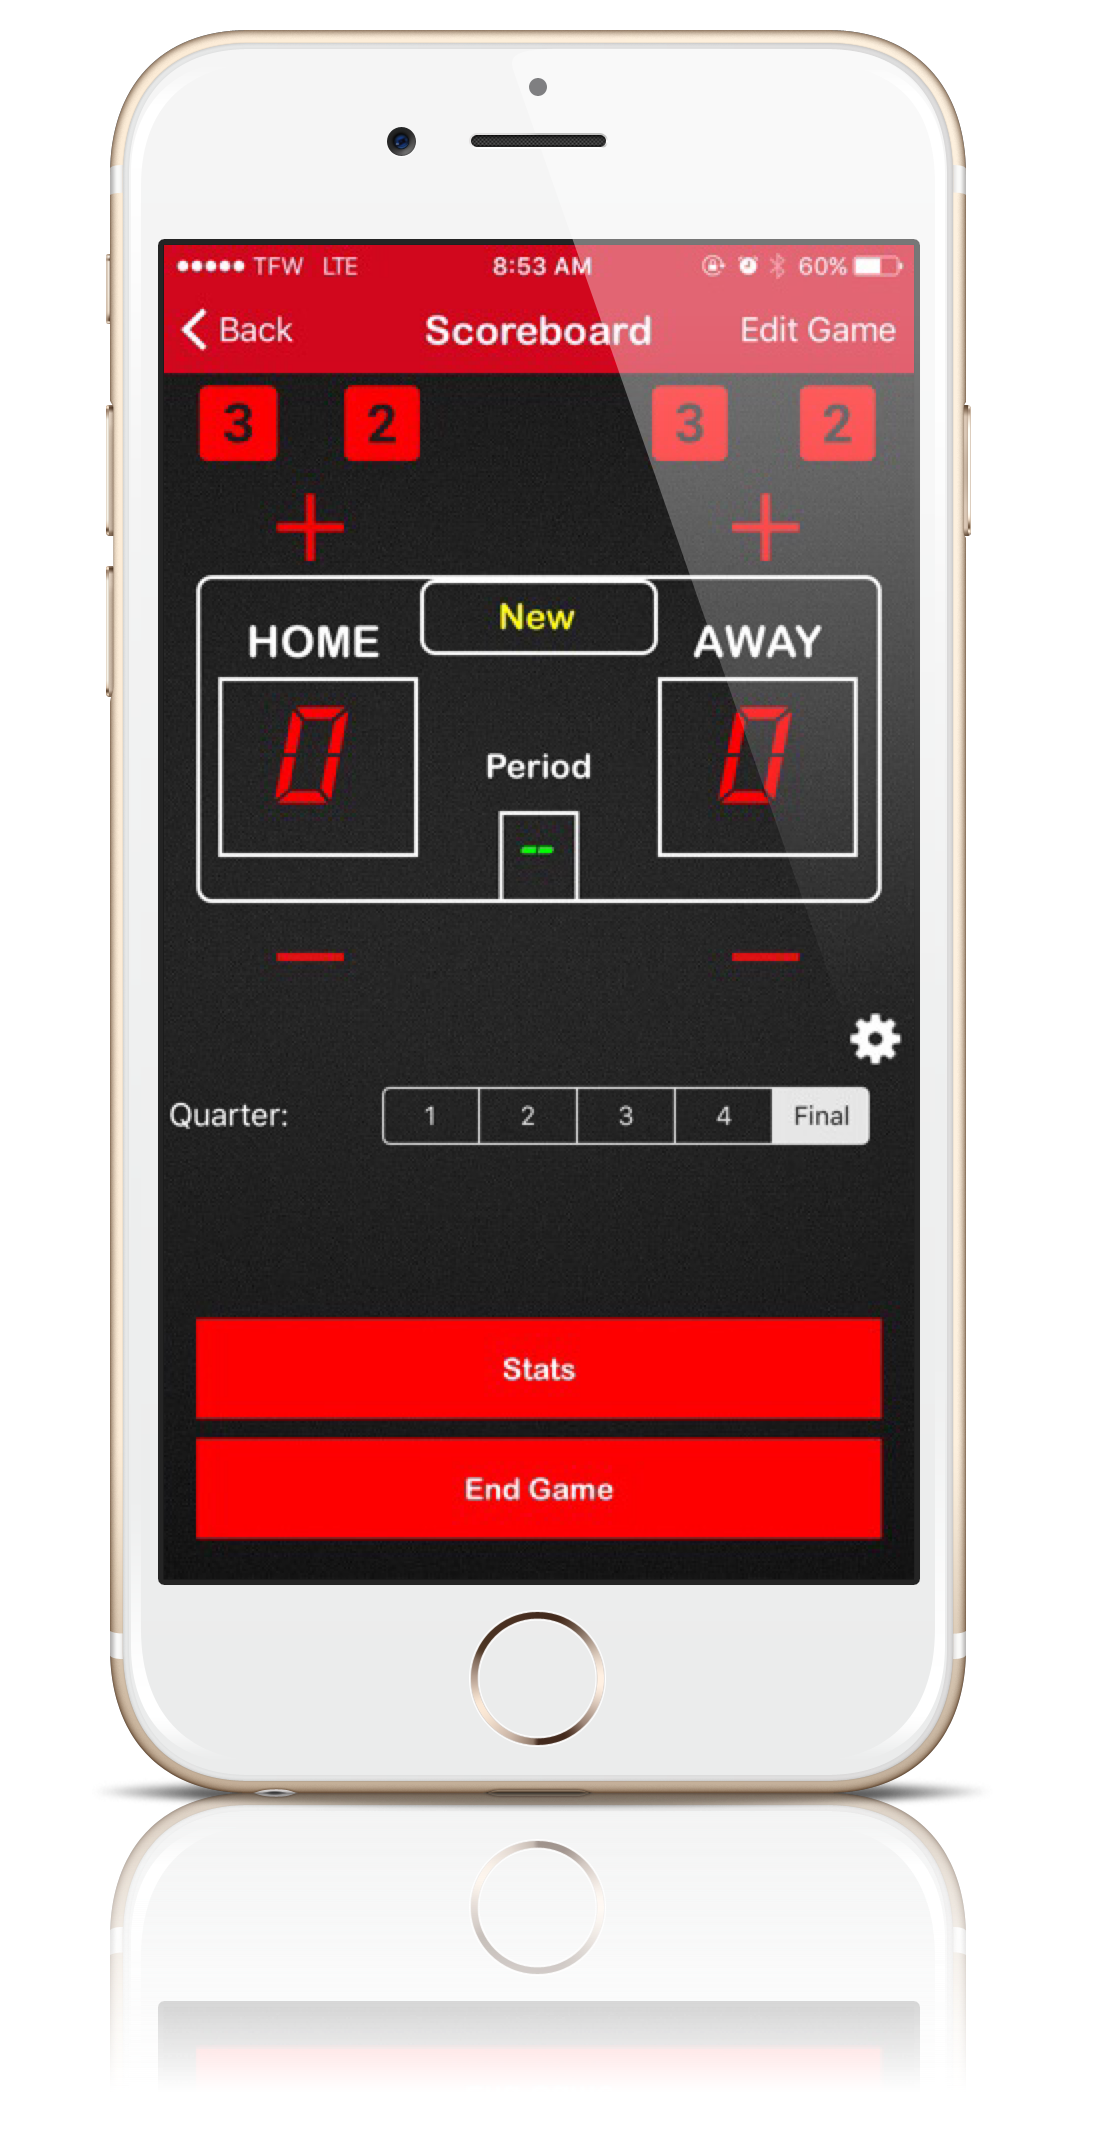 TFW LTE 8:53 AM 60%
Back Scoreboard Edit Game
3 2 3 2
+ +
New
HOME AWAY
0 0
Period
--
— —
Quarter: 1 2 3 4 Final
Stats
End Game